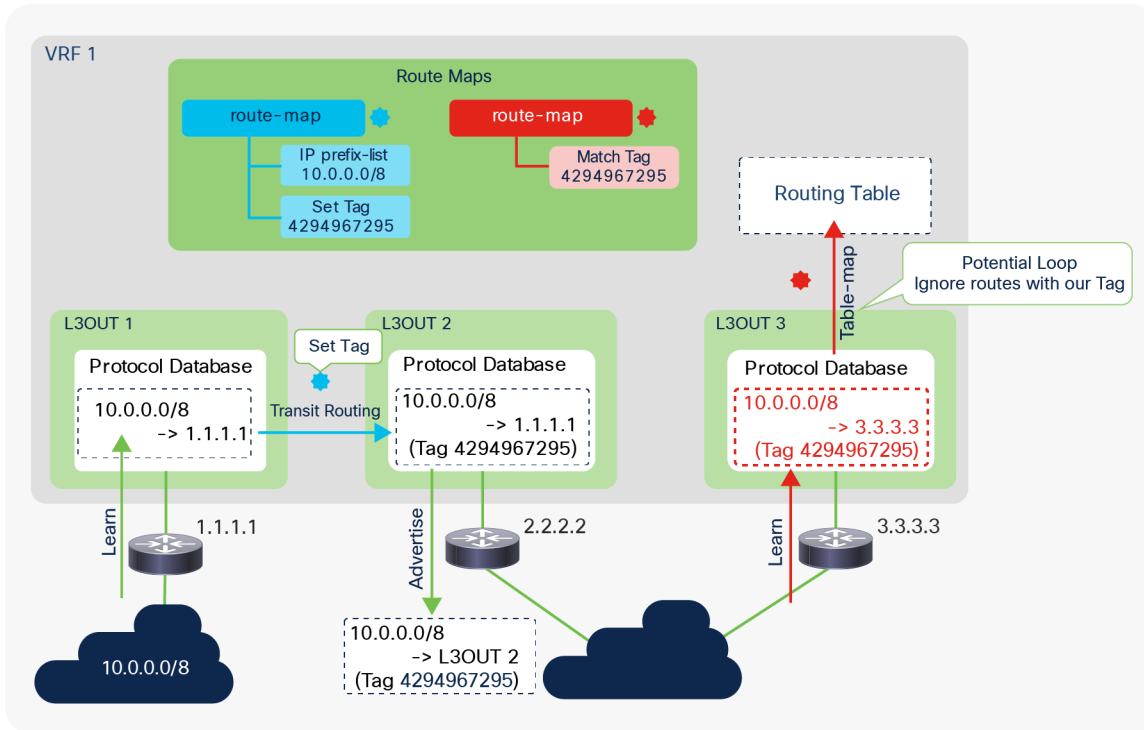 VRF 1
Route Maps
route-map
IP prefix-list
10.0.0.0/8
Set Tag
4294967295
route-map
Match Tag
4294967295
Routing Table
Table-map
Potential Loop
Ignore routes with our Tag
L3OUT 1
Protocol Database
10.0.0.0/8
-> 1.1.1.1
Set Tag
Transit Routing
L3OUT 2
Protocol Database
10.0.0.0/8
-> 1.1.1.1
(Tag 4294967295)
L3OUT 3
Protocol Database
10.0.0.0/8
-> 3.3.3.3
(Tag 4294967295)
Learn
1.1.1.1
Advertise
2.2.2.2
Learn
3.3.3.3
10.0.0.0/8
10.0.0.0/8
-> L3OUT 2
(Tag 4294967295)